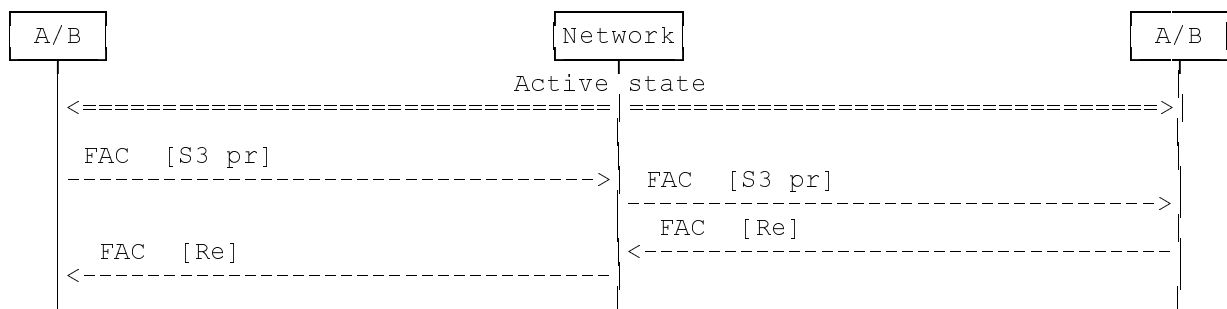 A/B Network A/B
Active state
FAC [S3 pr]
FAC [S3 pr]
FAC [Re]
FAC [Re]